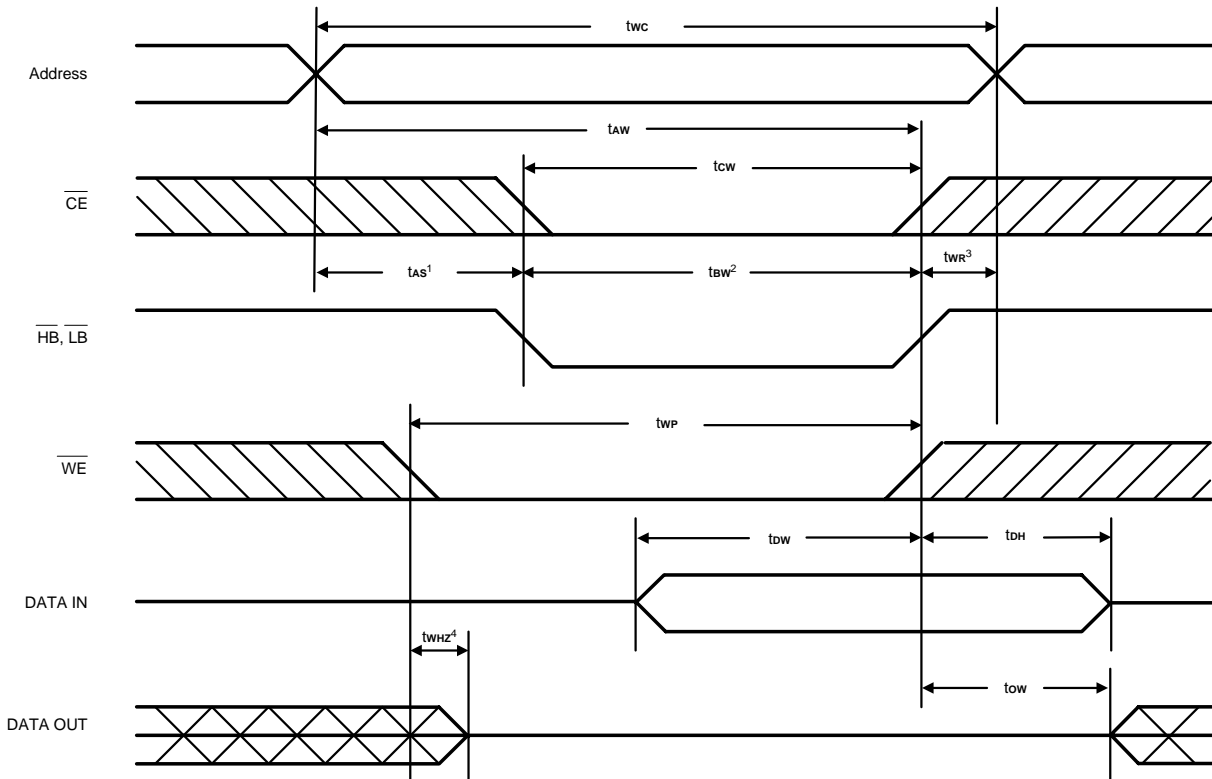 tWC
Address
tAW
tCW
CE
tAS1 tBW2 tWR3
HB, LB
tWP
WE
tDW tDH
DATA IN
tWHZ4
tOW
DATA OUT